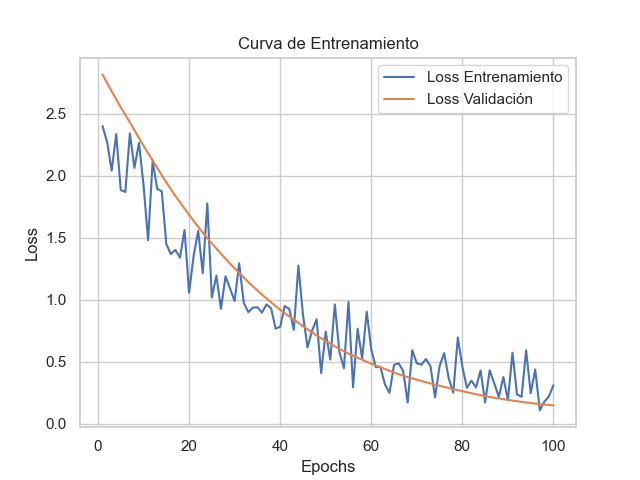 Curva de Entrenamiento
Loss Entrenamiento
Loss Validación
Loss
2.5
2.0
1.5
1.0
0.5
0.0
0 20 40 60 80 100
Epochs